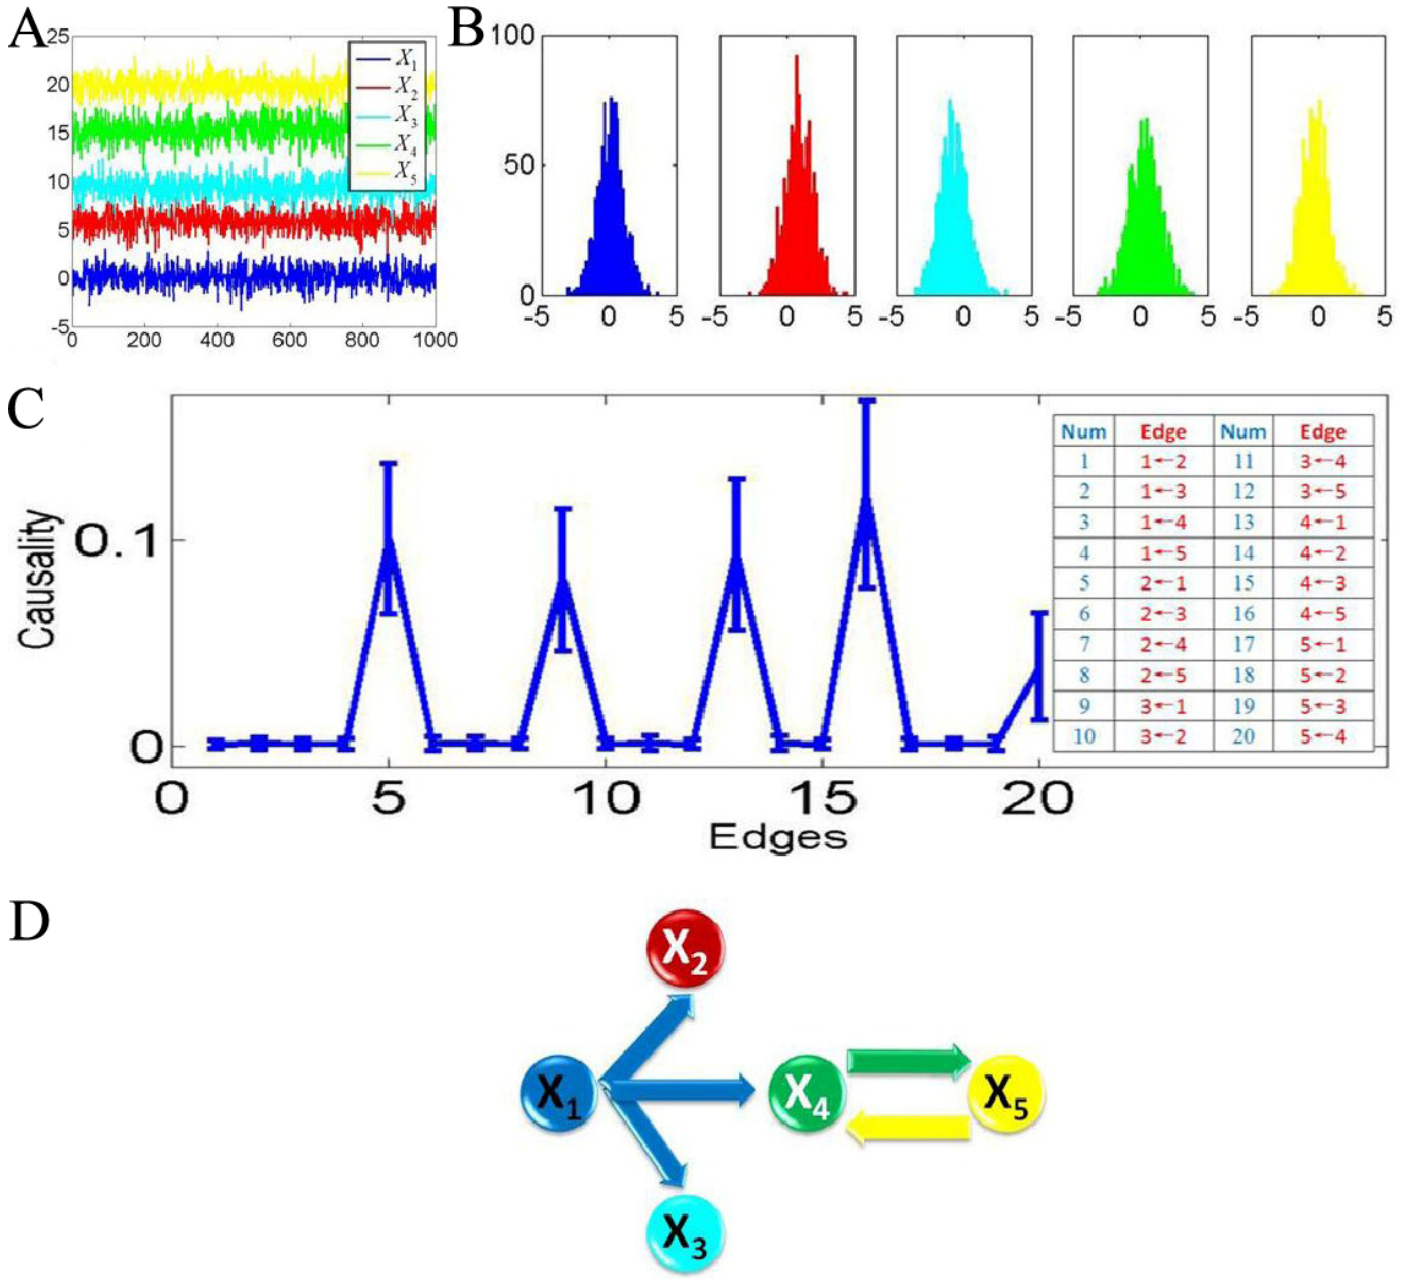 A
25
20
15
10
5
0
-5
0 200 400 600 800 1000
X1
X2
X3
X4
X5
B
100
50
0
-5 0 5
-5 0 5
-5 0 5
-5 0 5
-5 0 5
C
Causality
0.1
0
0 5 10 15 20
Edges
Num Edge Num Edge
1 1←2 11 3←4
2 1←3 12 3←5
3 1←4 13 4←1
4 1←5 14 4←2
5 2←1 15 4←3
6 2←3 16 4←5
7 2←4 17 5←1
8 2←5 18 5←2
9 3←1 19 5←3
10 3←2 20 5←4
D
X2
X1 X4 X5
X3